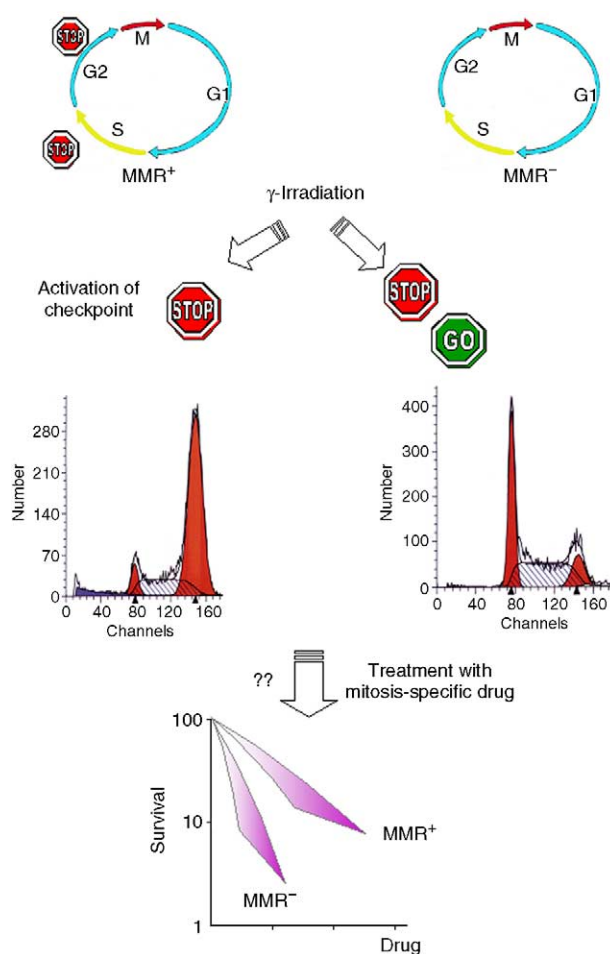 STOP
M
G2
G1
S
STOP
MMR+
M
G2
G1
S
MMR−
γ-Irradiation
Activation of
checkpoint
STOP
STOP
GO
Number
280
210
140
70
0
0 40 80 120 160
Channels
Number
400
300
200
100
0
0 40 80 120 160
Channels
??
Treatment with
mitosis-specific drug
Survival
100
10
1
MMR+
MMR−
Drug